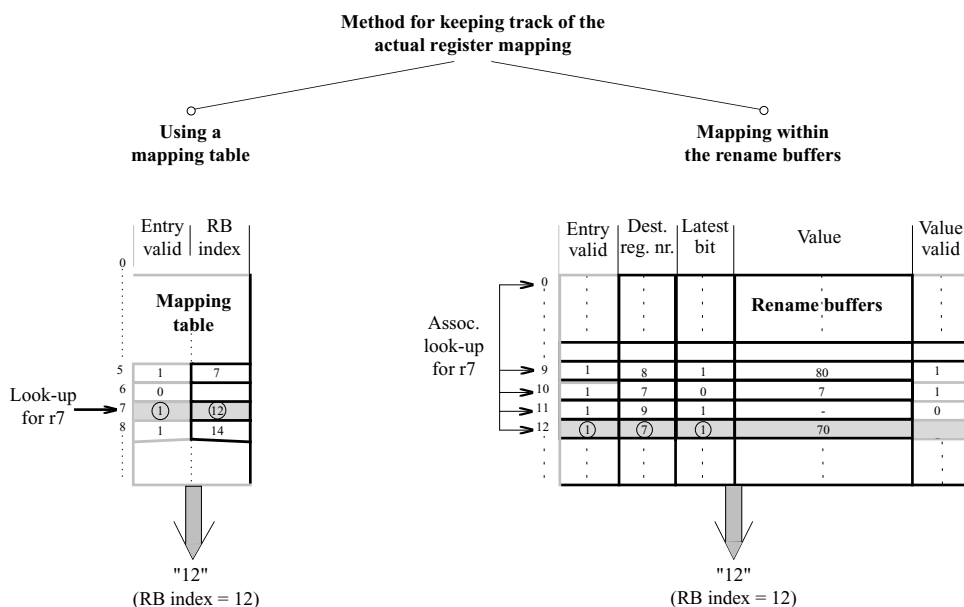 Method for keeping track of the
actual register mapping
Using a
mapping table
Mapping within
the rename buffers
Entry
valid
RB
index
0
Mapping
table
5 1 7
6 0
Look-up
for r7
7 1 12
8 1 14
"12"
(RB index = 12)
Entry
valid
Dest.
reg. nr.
Latest
bit
Value
Value
valid
0
Rename buffers
Assoc.
look-up
for r7
9 1 8 1 80 1
10 1 7 0 7 1
11 1 9 1 - 0
12 1 7 1 70
"12"
(RB index = 12)